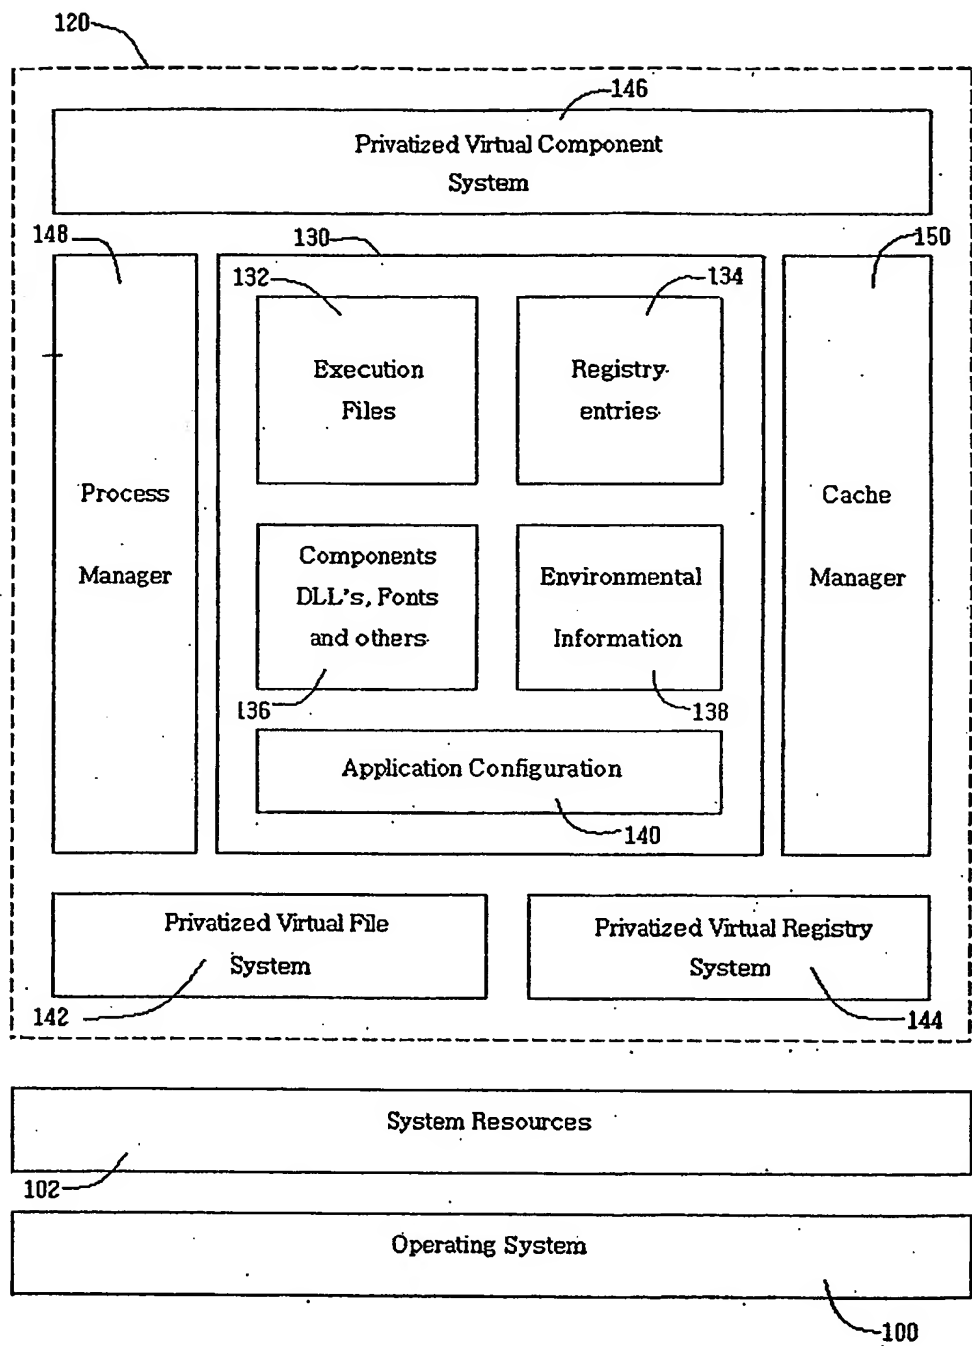 120
146
Privatized Virtual Component
System
148
130
150
132
134
Execution
Files
Registry
entries
Process
Manager
Cache
Manager
Components
DLL's, Fonts
and others
Environmental
Information
136
138
Application Configuration
140
Privatized Virtual File
System
Privatized Virtual Registry
System
142
144
System Resources
102
Operating System
100